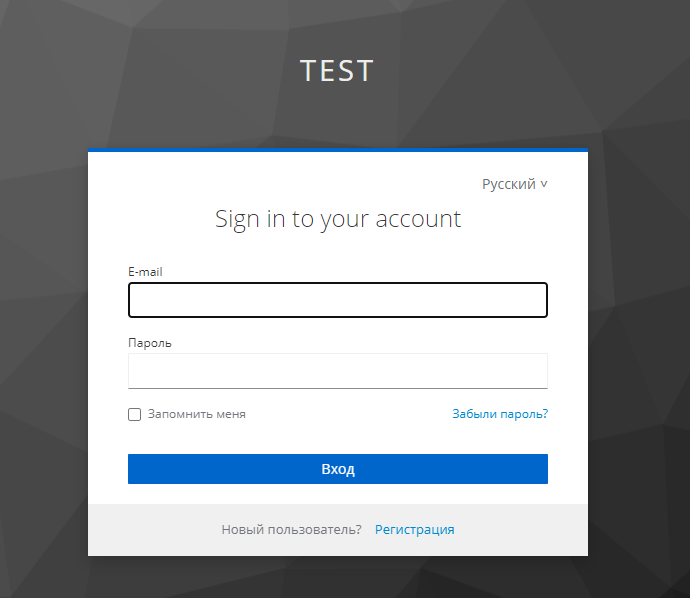 TEST
Русский ˅
Sign in to your account
E-mail
Пароль
Запомнить меня Забыли пароль?
Вход
Новый пользователь? Регистрация